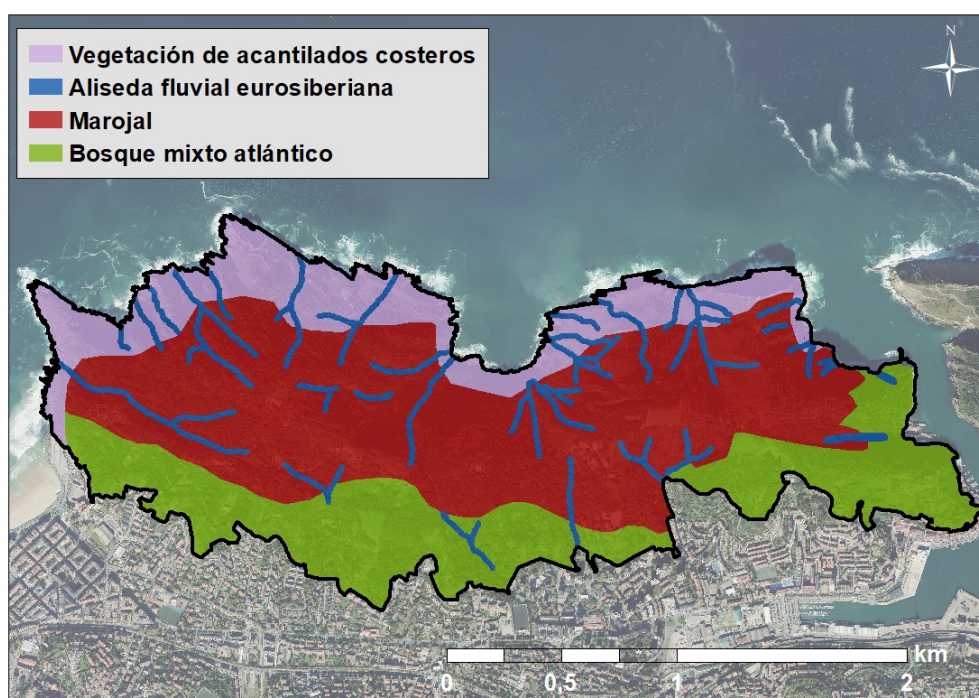 N
Vegetación de acantilados costeros
Aliseda fluvial eurosiberiana
Marojal
Bosque mixto atlántico
km
0 0,5 1 2